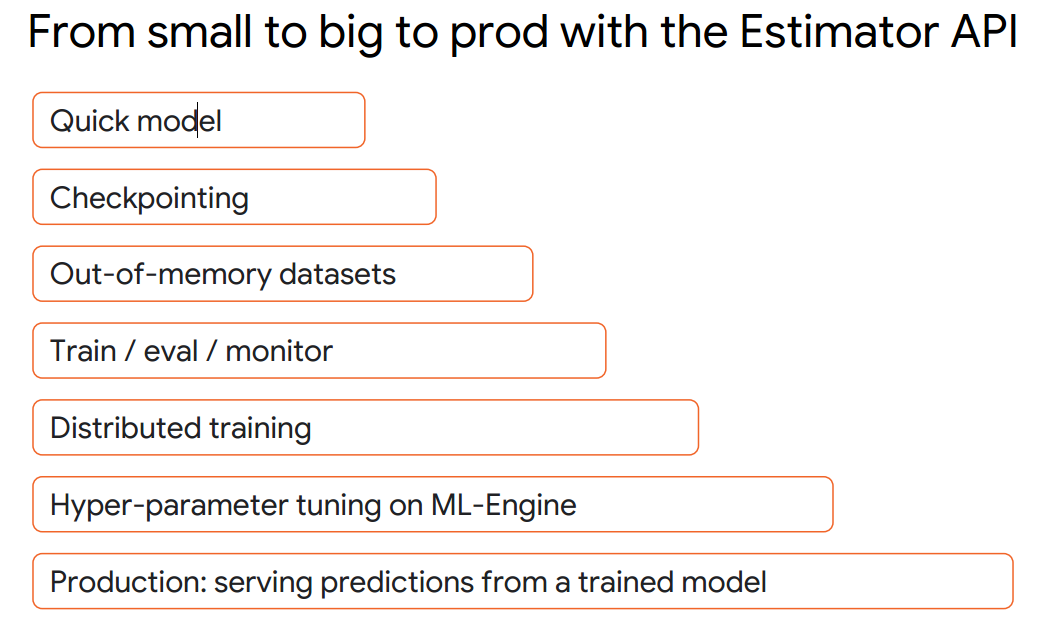 From small to big to prod with the Estimator API
Quick model
Checkpointing
Out-of-memory datasets
Train / eval / monitor
Distributed training
Hyper-parameter tuning on ML-Engine
Production: serving predictions from a trained model